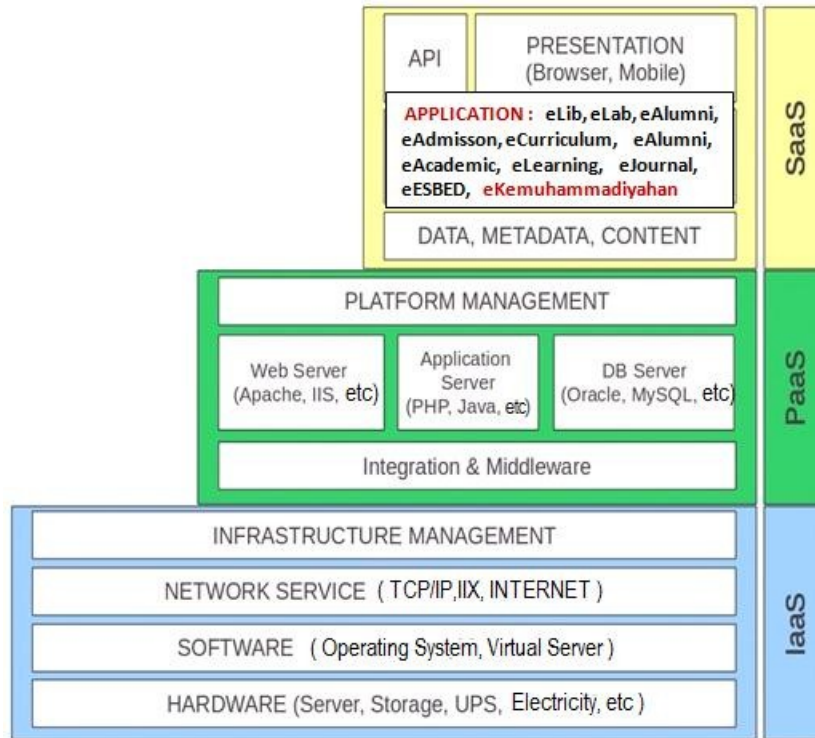 API
PRESENTATION
(Browser, Mobile)
APPLICATION : eLib, eLab, eAlumni,
eAdmisson, eCurriculum, eAlumni,
eAcademic, eLearning, eJournal,
eESBED, eKemuhammadiyahan
DATA, METADATA, CONTENT
SaaS
PLATFORM MANAGEMENT
Web Server
(Apache, IIS, etc)
Application
Server
(PHP, Java, etc)
DB Server
(Oracle, MySQL, etc)
Integration & Middleware
PaaS
INFRASTRUCTURE MANAGEMENT
NETWORK SERVICE ( TCP/IP,IIX, INTERNET )
SOFTWARE ( Operating System, Virtual Server )
HARDWARE (Server, Storage, UPS, Electricity, etc )
IaaS